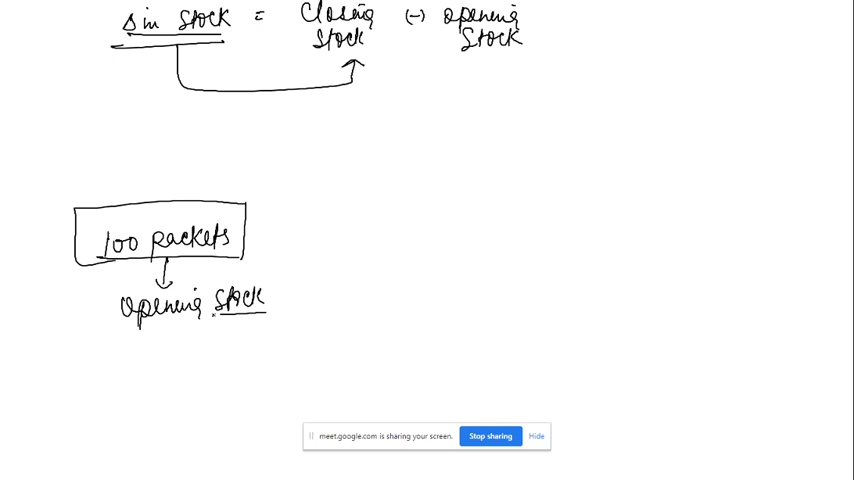 Δ in stock = Closing (-) opening
Stock Stock
100 packets
opening stock
meet.google.com is sharing your screen. Stop sharing Hide